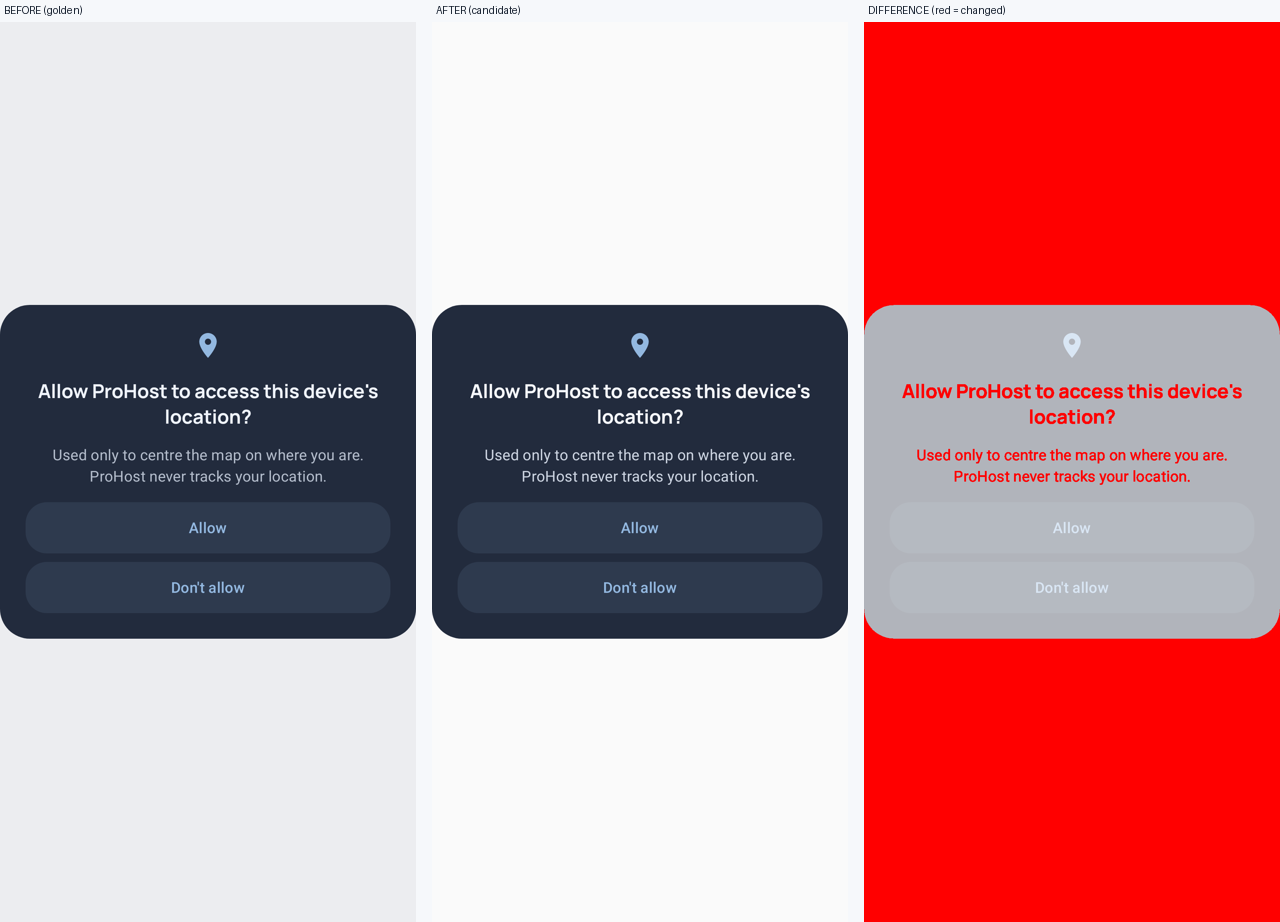 BEFORE (golden)
Allow ProHost to access this device's
location?
Used only to centre the map on where you are.
ProHost never tracks your location.
Allow
Don't allow
AFTER (candidate)
Allow ProHost to access this device's
location?
Used only to centre the map on where you are.
ProHost never tracks your location.
Allow
Don't allow
DIFFERENCE (red = changed)
Allow ProHost to access this device's
location?
Used only to centre the map on where you are.
ProHost never tracks your location.
Allow
Don't allow